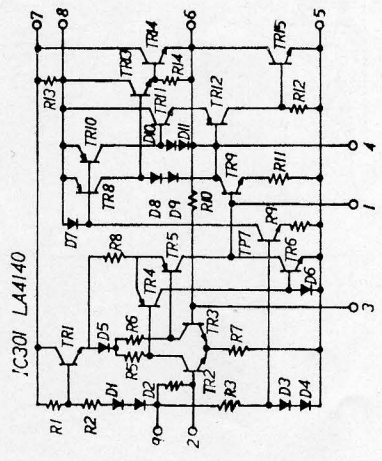 IC301 LA4140
7
8
6
5
R13
TR13
TR14
R14
TR15
TR10
TR11
D10
D11
TR12
R12
4
TR8
D8
D9
TR9
R11
R10
1
D7
R8
TR5
TP7
R9
TR6
D6
TR4
3
TR1
D5
R6
R5
TR3
TR2
R7
R1
R2
D1
D2
R3
D3
D4
9
2